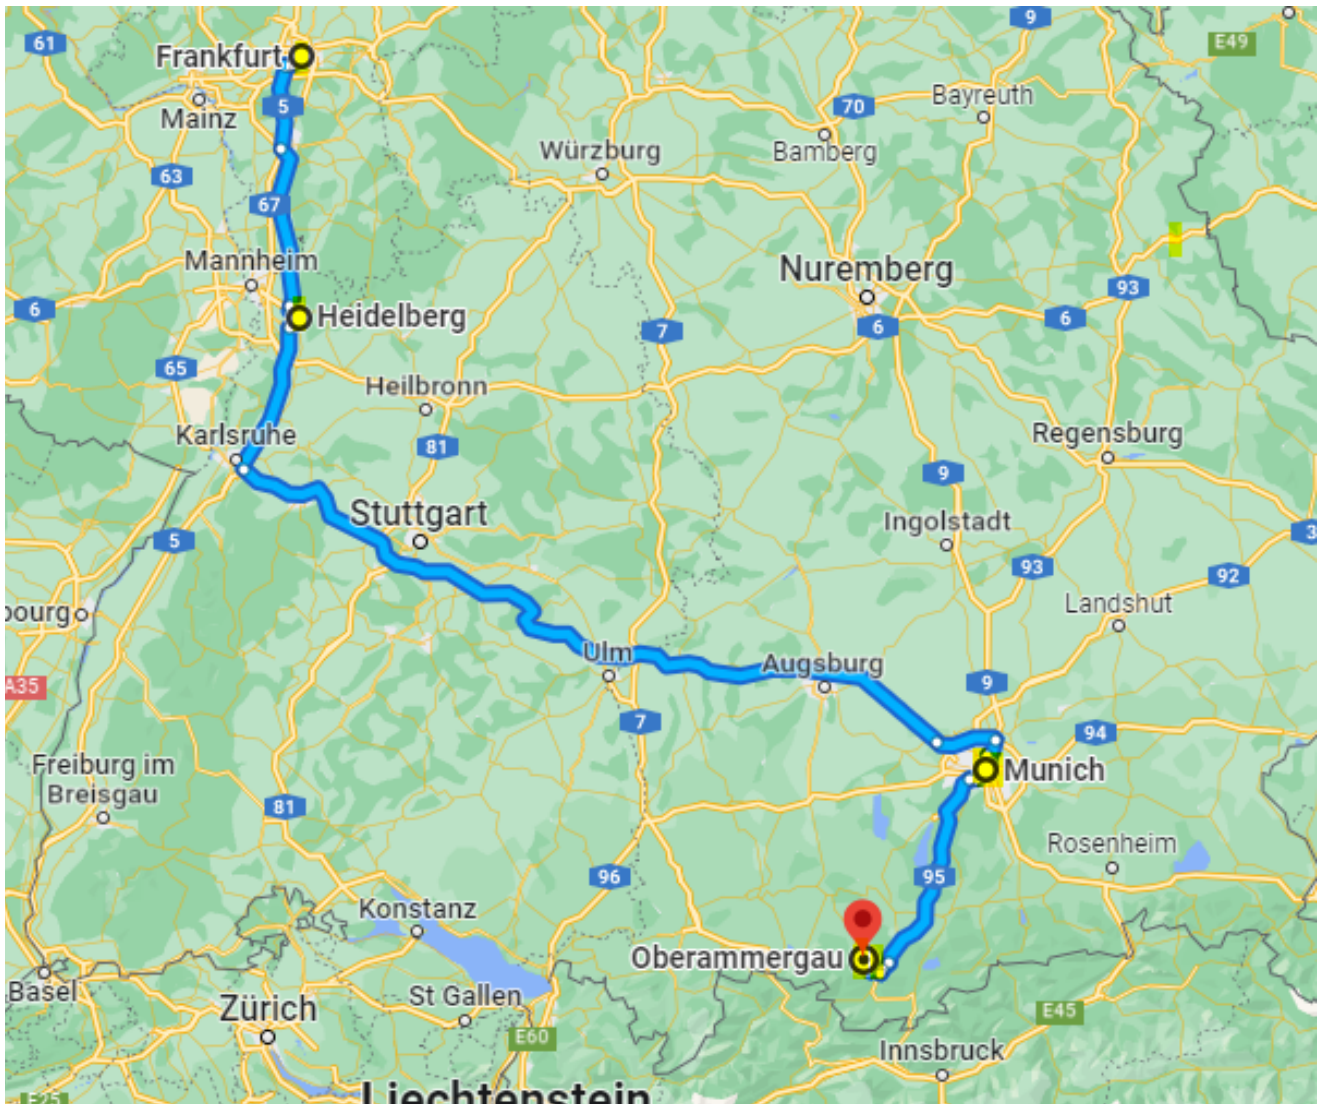 9
61
E49
Frankfurt
Bayreuth
5
70
Mainz
Würzburg
Bamberg
63
67
Mannheim
Nuremberg
93
6
Heidelberg
6
6
7
65
Heilbronn
Karlsruhe
81
Regensburg
9
Stuttgart
Ingolstadt
5
3
93
92
Landshut
bourg
Ulm
Augsburg
A35
9
7
94
Freiburg im
Breisgau
Munich
81
Rosenheim
96
95
Konstanz
Oberammergau
Basel
St Gallen
Zürich
E45
E60
Innsbruck
Liechtenstein
E25